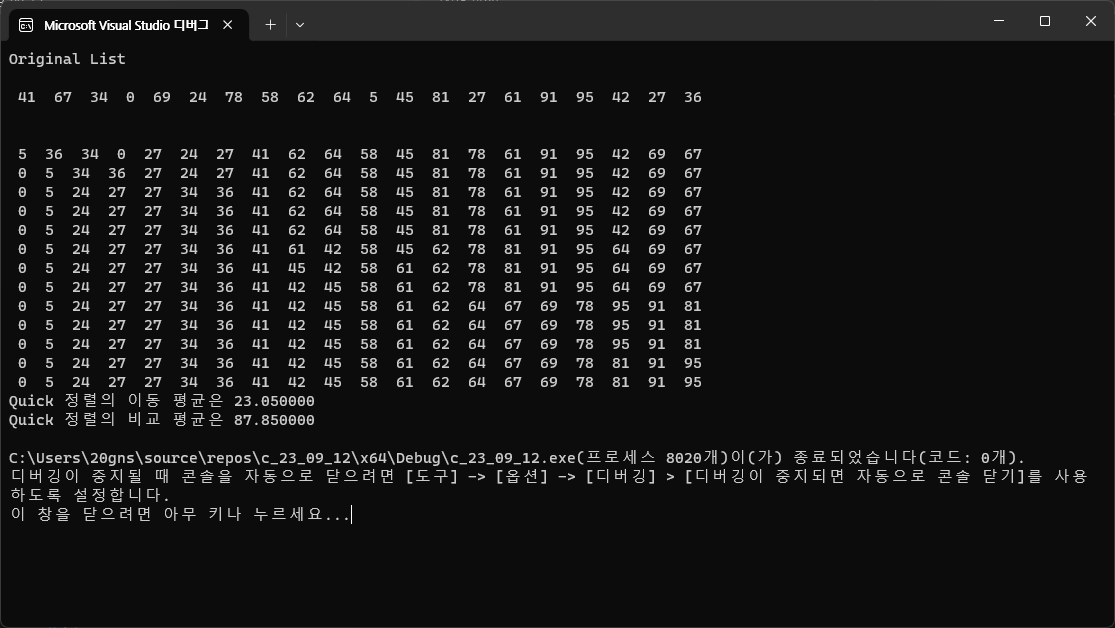 Microsoft Visual Studio 디버그
Original List
41 67 34 0 69 24 78 58 62 64 5 45 81 27 61 91 95 42 27 36
5 36 34 0 27 24 27 41 62 64 58 45 81 78 61 91 95 42 69 67
0 5 34 36 27 24 27 41 62 64 58 45 81 78 61 91 95 42 69 67
0 5 24 27 27 34 36 41 62 64 58 45 81 78 61 91 95 42 69 67
0 5 24 27 27 34 36 41 62 64 58 45 81 78 61 91 95 42 69 67
0 5 24 27 27 34 36 41 62 64 58 45 81 78 61 91 95 42 69 67
0 5 24 27 27 34 36 41 61 42 58 45 62 78 81 91 95 64 69 67
0 5 24 27 27 34 36 41 45 42 58 61 62 78 81 91 95 64 69 67
0 5 24 27 27 34 36 41 42 45 58 61 62 78 81 91 95 64 69 67
0 5 24 27 27 34 36 41 42 45 58 61 62 64 67 69 78 95 91 81
0 5 24 27 27 34 36 41 42 45 58 61 62 64 67 69 78 95 91 81
0 5 24 27 27 34 36 41 42 45 58 61 62 64 67 69 78 95 91 81
0 5 24 27 27 34 36 41 42 45 58 61 62 64 67 69 78 81 91 95
0 5 24 27 27 34 36 41 42 45 58 61 62 64 67 69 78 81 91 95
Quick 정렬의 이동 평균은 23.050000
Quick 정렬의 비교 평균은 87.850000
C:\Users\20gns\source\repos\c_23_09_12\x64\Debug\c_23_09_12.exe(프로세스 8020개)이(가) 종료되었습니다(코드: 0개).
디버깅이 중지될 때 콘솔을 자동으로 닫으려면 [도구] -> [옵션] -> [디버깅] > [디버깅이 중지되면 자동으로 콘솔 닫기]를 사용
하도록 설정합니다.
이 창을 닫으려면 아무 키나 누르세요...